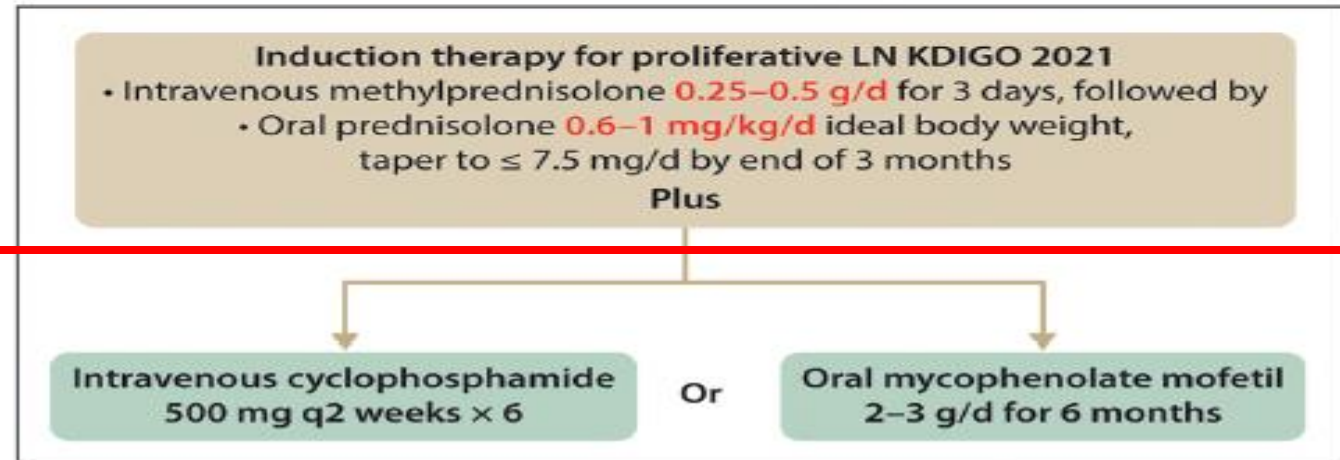 Induction therapy for proliferative LN KDIGO 2021
• Intravenous methylprednisolone 0.25–0.5 g/d for 3 days, followed by
• Oral prednisolone 0.6–1 mg/kg/d ideal body weight,
taper to ≤ 7.5 mg/d by end of 3 months
Plus
Intravenous cyclophosphamide
500 mg q2 weeks × 6
Or
Oral mycophenolate mofetil
2–3 g/d for 6 months